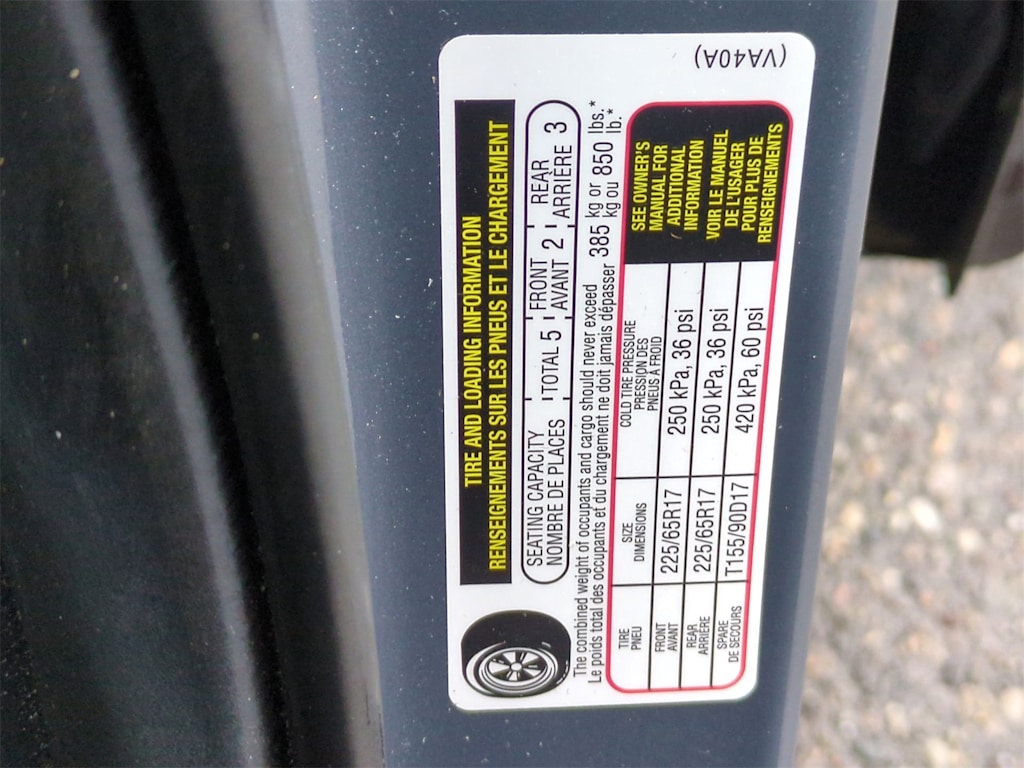 TIRE AND LOADING INFORMATION
RENSEIGNEMENTS SUR LES PNEUS ET LE CHARGEMENT
SEATING CAPACITY
NOMBRE DE PLACES
TOTAL 5
FRONT
AVANT 2
REAR
ARRIÈRE 3
The combined weight of occupants and cargo should never exceed 385 kg or 850 lbs.*
Le poids total des occupants et du chargement ne doit jamais dépasser 385 kg ou 850 lb.*
TIRE
PNEU
SIZE
DIMENSIONS
COLD TIRE PRESSURE
PRESSION DES
PNEUS À FROID
FRONT
AVANT
225/65R17
250 kPa, 36 psi
REAR
ARRIÈRE
225/65R17
250 kPa, 36 psi
SPARE
DE SECOURS
T155/90D17
420 kPa, 60 psi
SEE OWNER'S
MANUAL FOR
ADDITIONAL
INFORMATION
VOIR LE MANUEL
DE L'USAGER
POUR PLUS DE
RENSEIGNEMENTS
(VA40A)